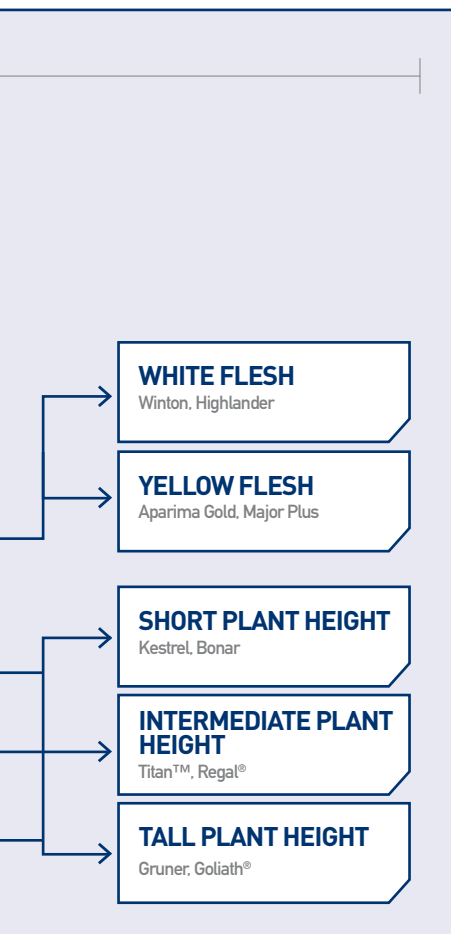 WHITE FLESH
Winton, Highlander
YELLOW FLESH
Aparima Gold, Major Plus
SHORT PLANT HEIGHT
Kestrel, Bonar
INTERMEDIATE PLANT
HEIGHT
Titan™, Regal®
TALL PLANT HEIGHT
Gruner, Goliath®